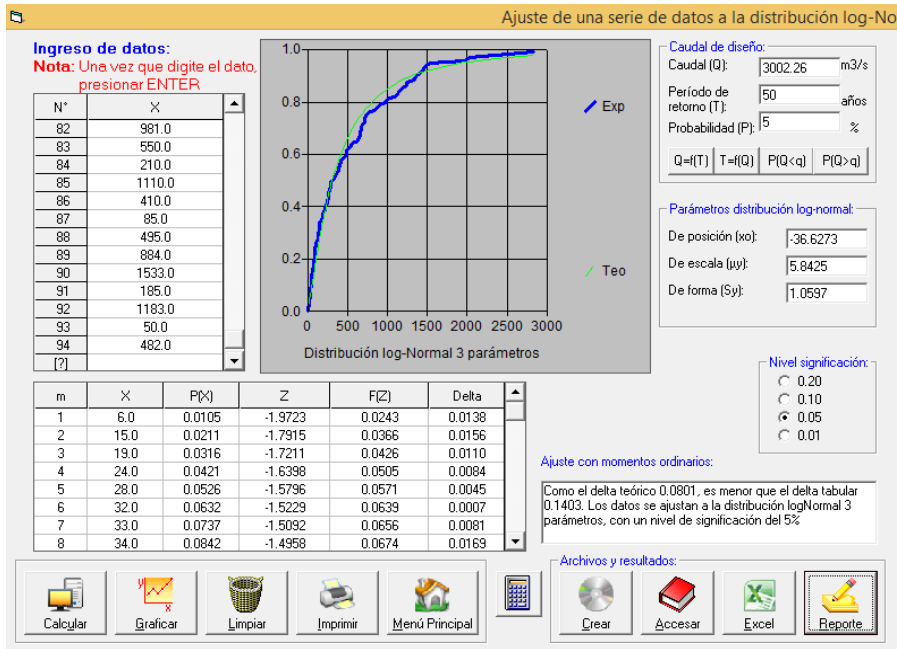 Ajuste de una serie de datos a la distribución log-No
Ingreso de datos:
Nota: Una vez que digite el dato,
presionar ENTER
N° X
82 981.0
83 550.0
84 210.0
85 1110.0
86 410.0
87 85.0
88 495.0
89 884.0
90 1533.0
91 185.0
92 1183.0
93 50.0
94 482.0
[?]
1.0
0.8
0.6
0.4
0.2
0.0
0 500 1000 1500 2000 2500 3000
Exp
Teo
Distribución log-Normal 3 parámetros
Caudal de diseño:
Caudal (Q): 3002.26 m3/s
Período de
retorno (T): 50 años
Probabilidad (P): 5 %
Q=f(T) T=f(Q) P(Q<q) P(Q>q)
Parámetros distribución log-normal:
De posición (xo): -36.6273
De escala (µy): 5.8425
De forma (Sy): 1.0597
Nivel significación:
0.20
0.10
0.05
0.01
m X P(X) Z F(Z) Delta
1 6.0 0.0105 -1.9723 0.0243 0.0138
2 15.0 0.0211 -1.7915 0.0366 0.0156
3 19.0 0.0316 -1.7211 0.0426 0.0110
4 24.0 0.0421 -1.6398 0.0505 0.0084
5 28.0 0.0526 -1.5796 0.0571 0.0045
6 32.0 0.0632 -1.5229 0.0639 0.0007
7 33.0 0.0737 -1.5092 0.0656 0.0081
8 34.0 0.0842 -1.4958 0.0674 0.0169
Ajuste con momentos ordinarios:
Como el delta teórico 0.0801, es menor que el delta tabular
0.1403. Los datos se ajustan a la distribución logNormal 3
parámetros, con un nivel de significación del 5%
Calcular Graficar Limpiar Imprimir Menú Principal
Archivos y resultados:
Crear Accesar Excel Reporte